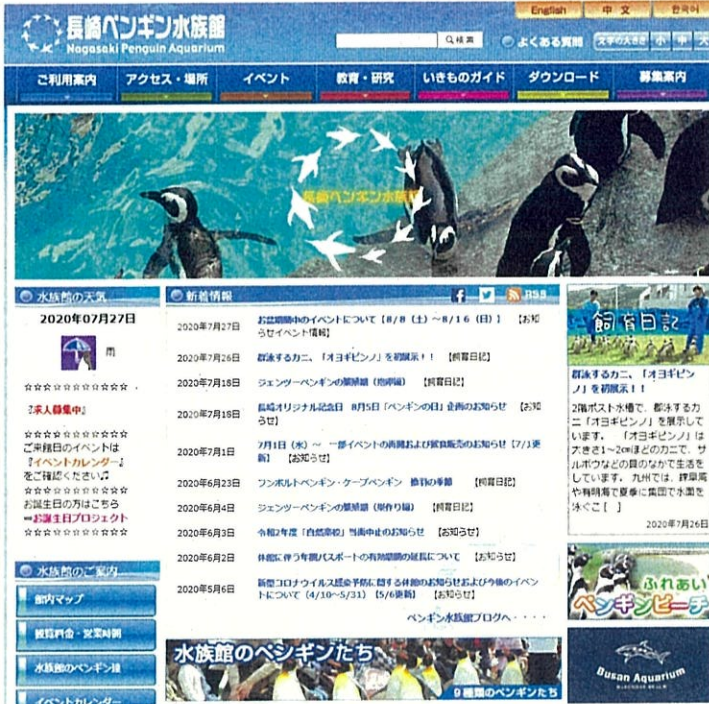 English 中文 한국어
長崎ペンギン水族館
Nagasaki Penguin Aquarium
検索 よくある質問 文字の大きさ 小 中 大
ご利用案内 アクセス・場所 イベント 教育・研究 いきものガイド ダウンロード 募集案内
長崎ペンギン水族館
水族館の天気
2020年07月27日
雨
☆☆☆☆☆☆☆☆☆☆☆
『求人募集中』
☆☆☆☆☆☆☆☆☆☆☆
ご来館日のイベントは
『イベントカレンダー』
をご確認ください♫
☆☆☆☆☆☆☆☆☆☆☆
お誕生日の方はこちら
⇒お誕生日プロジェクト
☆☆☆☆☆☆☆☆☆☆☆
水族館のご案内
館内マップ
観覧料金・営業時間
水族館のペンギン達
イベントカレンダー
新着情報 RSS
2020年7月27日 お盆期間中のイベントについて【8/8（土）～8/16（日）】 【お知
らせイベント情報】
2020年7月26日 群泳するカニ、「オヨギピンノ」を初展示！！ 【飼育日記】
2020年7月18日 ジェンツーペンギンの繁殖期（抱卵編） 【飼育日記】
2020年7月18日 長崎オリジナル記念日 8月5日「ペンギンの日」企画のお知らせ 【お知
らせ】
2020年7月1日 7月1日（水）～ 一部イベントの再開および飲食販売のお知らせ【7/1更
新】 【お知らせ】
2020年6月23日 フンボルトペンギン・ケープペンギン 換羽の季節 【飼育日記】
2020年6月4日 ジェンツーペンギンの繁殖期（巣作り編） 【飼育日記】
2020年6月3日 令和2年度「自然楽校」当面中止のお知らせ 【お知らせ】
2020年6月2日 休館に伴う年間パスポートの有効期間の延長について 【お知らせ】
2020年5月6日 新型コロナウイルス感染予防に関する休館のお知らせおよび今後のイベン
トについて（4/10～5/31）【5/6更新】 【お知らせ】
ペンギン水族館ブログへ・・・・
水族館のペンギンたち
9種類のペンギンたち
飼育日記
群泳するカニ、「オヨギピン
ノ」を初展示！！
2階ポスト水槽で、群泳するカ
ニ「オヨギピンノ」を展示して
います。 「オヨギピンノ」は
大きさ1～2cmほどのカニで、サ
ルボウなどの貝のなかで生活を
しています。 九州では、諫早湾
や有明海で夏季に集団で水面を
泳ぐこ [ ]
2020年7月26日
ふれあい
ペンギンビーチ
Busan Aquarium